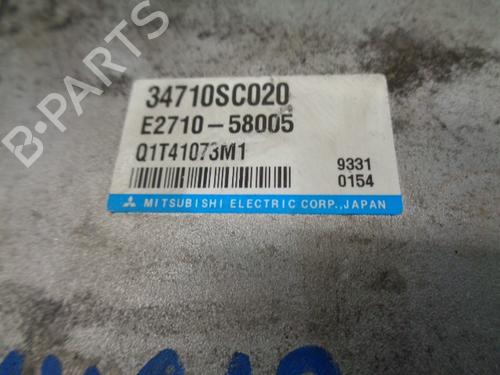 34710SC020
E2710-58005
Q1T41073M1
9331
0154
MITSUBISHI ELECTRIC CORP., JAPAN
B-PARTS